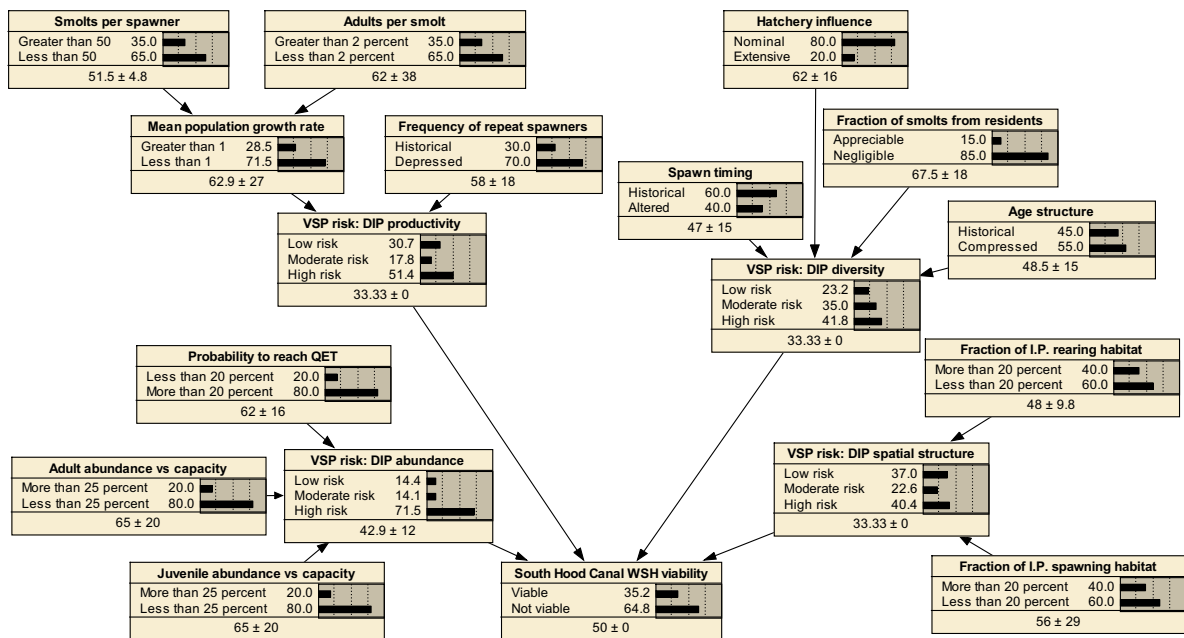 Smolts per spawner
Greater than 50 35.0
Less than 50 65.0
51.5 ± 4.8
Adults per smolt
Greater than 2 percent 35.0
Less than 2 percent 65.0
62 ± 38
Hatchery influence
Nominal 80.0
Extensive 20.0
62 ± 16
Mean population growth rate
Greater than 1 28.5
Less than 1 71.5
62.9 ± 27
Frequency of repeat spawners
Historical 30.0
Depressed 70.0
58 ± 18
Fraction of smolts from residents
Appreciable 15.0
Negligible 85.0
67.5 ± 18
Spawn timing
Historical 60.0
Altered 40.0
47 ± 15
Age structure
Historical 45.0
Compressed 55.0
48.5 ± 15
VSP risk: DIP productivity
Low risk 30.7
Moderate risk 17.8
High risk 51.4
33.33 ± 0
VSP risk: DIP diversity
Low risk 23.2
Moderate risk 35.0
High risk 41.8
33.33 ± 0
Probability to reach QET
Less than 20 percent 20.0
More than 20 percent 80.0
62 ± 16
Fraction of I.P. rearing habitat
More than 20 percent 40.0
Less than 20 percent 60.0
48 ± 9.8
Adult abundance vs capacity
More than 25 percent 20.0
Less than 25 percent 80.0
65 ± 20
VSP risk: DIP abundance
Low risk 14.4
Moderate risk 14.1
High risk 71.5
42.9 ± 12
VSP risk: DIP spatial structure
Low risk 37.0
Moderate risk 22.6
High risk 40.4
33.33 ± 0
Juvenile abundance vs capacity
More than 25 percent 20.0
Less than 25 percent 80.0
65 ± 20
South Hood Canal WSH viability
Viable 35.2
Not viable 64.8
50 ± 0
Fraction of I.P. spawning habitat
More than 20 percent 40.0
Less than 20 percent 60.0
56 ± 29